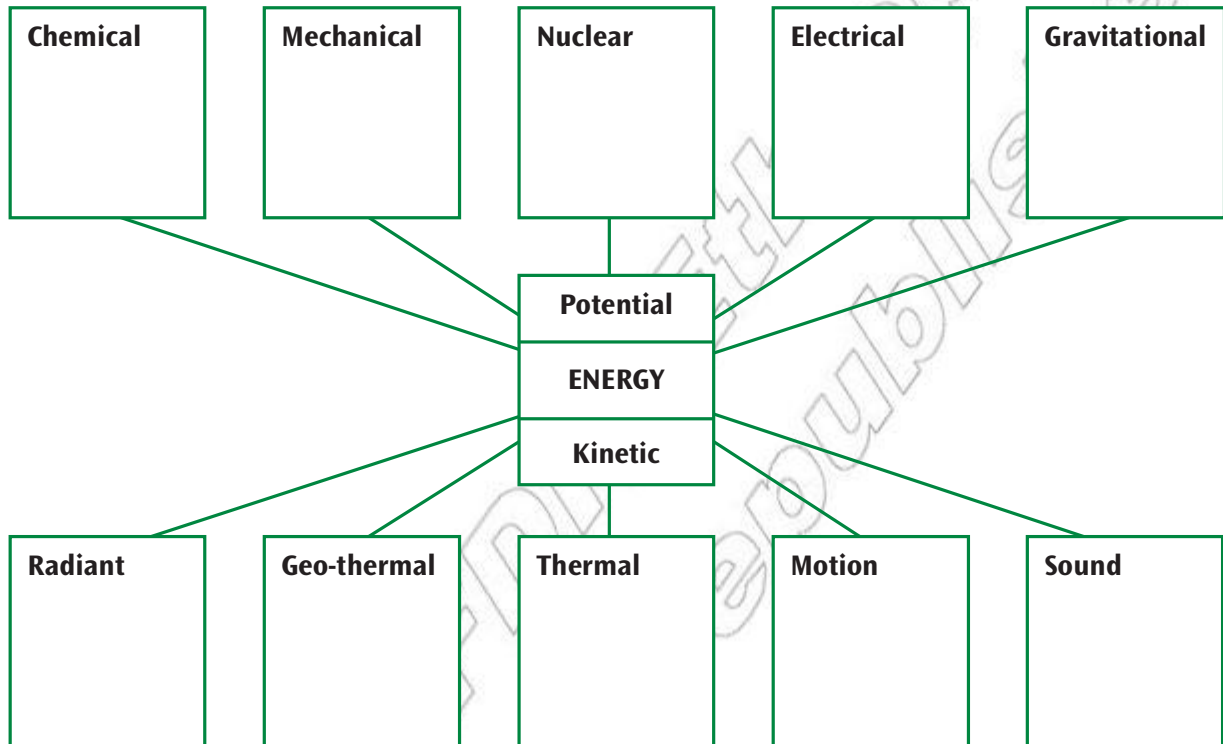 Chemical
Mechanical
Nuclear
Electrical
Gravitational
Potential
ENERGY
Kinetic
Radiant
Geo-thermal
Thermal
Motion
Sound